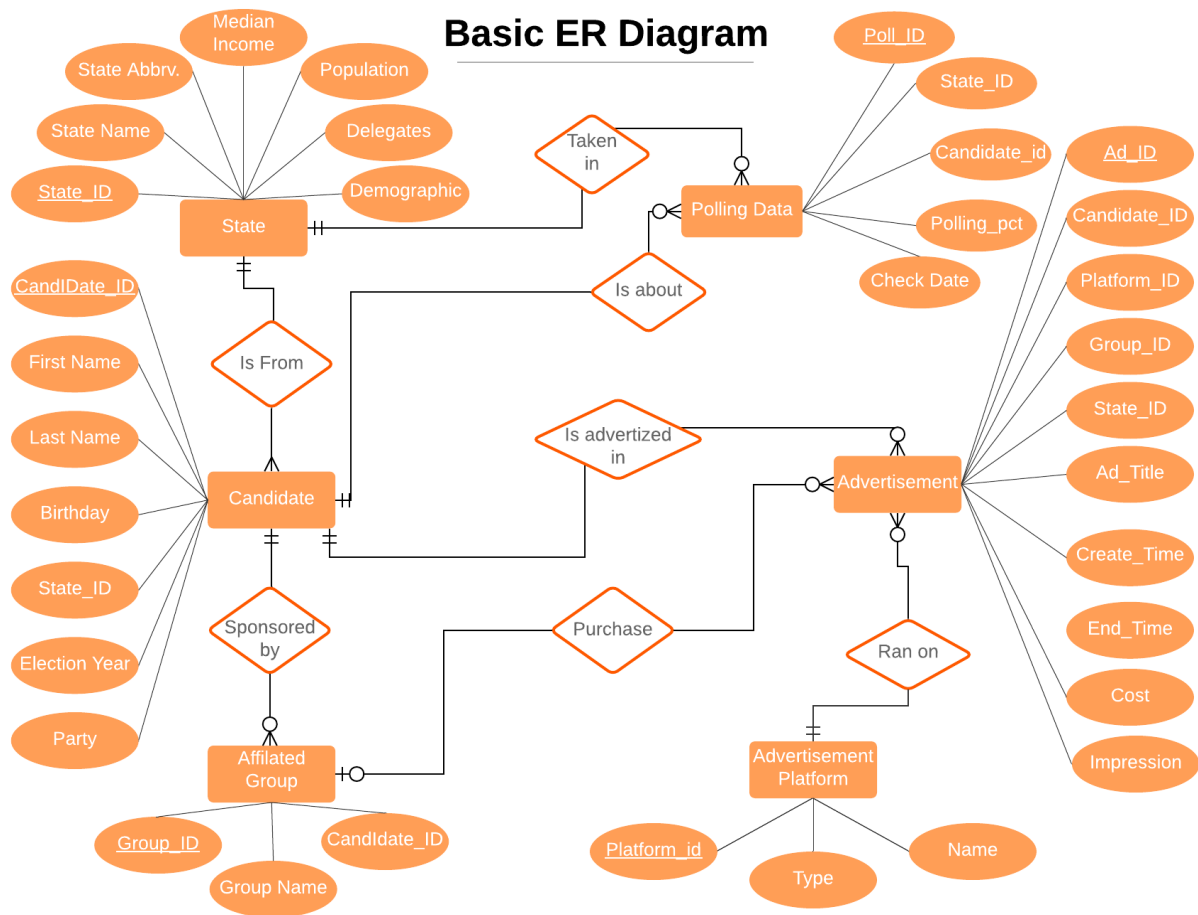 Basic ER Diagram
Median
Income
State Abbrv.
Population
State Name
Delegates
State_ID
Demographic
State
Taken
in
Poll_ID
State_ID
Candidate_id
Polling_pct
Check Date
Polling Data
Is about
Ad_ID
Candidate_ID
Platform_ID
Group_ID
State_ID
Ad_Title
Create_Time
End_Time
Cost
Impression
CandIDate_ID
First Name
Last Name
Birthday
State_ID
Election Year
Party
Is From
Candidate
Is advertized
in
Advertisement
Sponsored
by
Purchase
Ran on
Affilated
Group
Advertisement
Platform
Group_ID
Group Name
CandIdate_ID
Platform_id
Type
Name